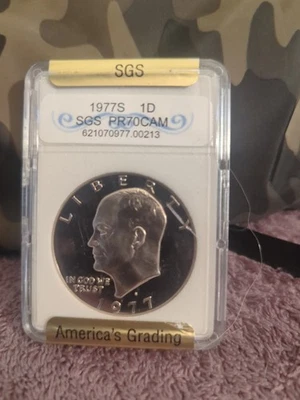 SGS
1977S 1D
SGS PR70CAM
621070977.00213
LIBERTY
IN GOD WE
TRUST
1977
America's Grading